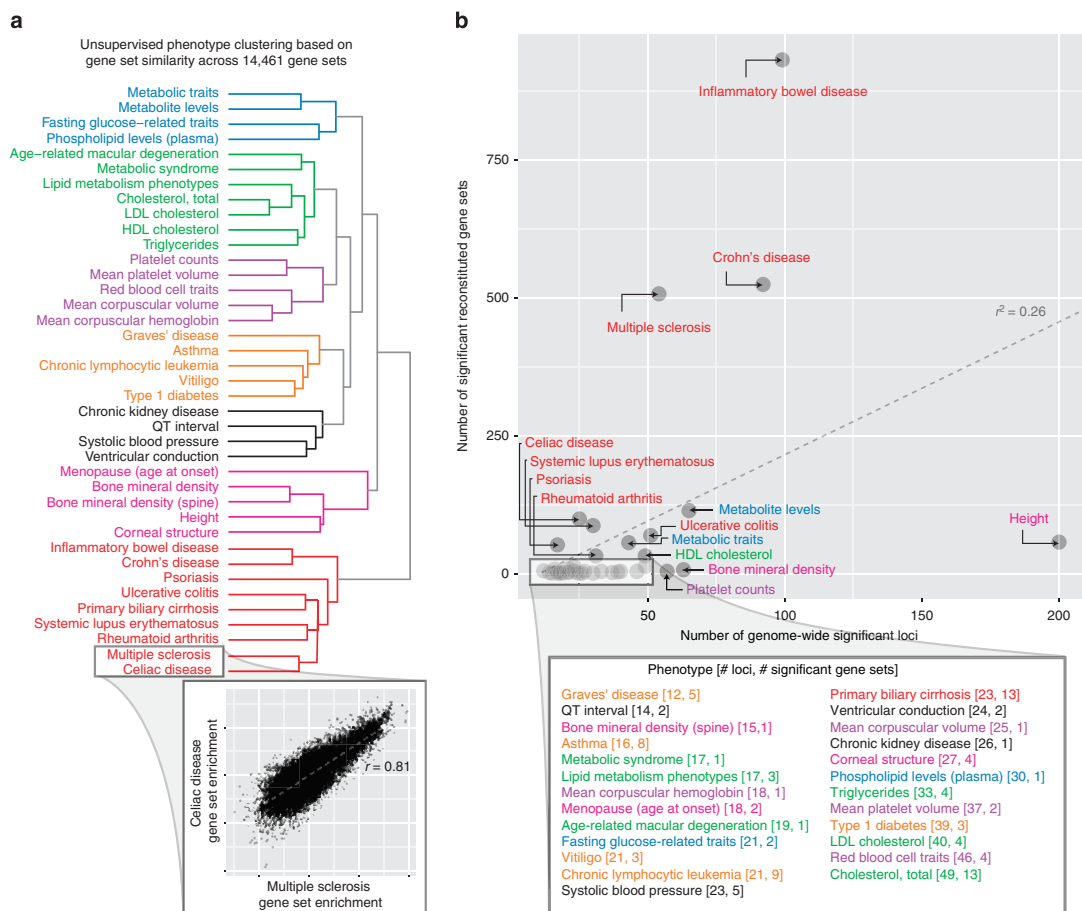 a
Unsupervised phenotype clustering based on
gene set similarity across 14,461 gene sets
Metabolic traits
Metabolite levels
Fasting glucose−related traits
Phospholipid levels (plasma)
Age−related macular degeneration
Metabolic syndrome
Lipid metabolism phenotypes
Cholesterol, total
LDL cholesterol
HDL cholesterol
Triglycerides
Platelet counts
Mean platelet volume
Red blood cell traits
Mean corpuscular volume
Mean corpuscular hemoglobin
Graves' disease
Asthma
Chronic lymphocytic leukemia
Vitiligo
Type 1 diabetes
Chronic kidney disease
QT interval
Systolic blood pressure
Ventricular conduction
Menopause (age at onset)
Bone mineral density
Bone mineral density (spine)
Height
Corneal structure
Inflammatory bowel disease
Crohn's disease
Psoriasis
Ulcerative colitis
Primary biliary cirrhosis
Systemic lupus erythematosus
Rheumatoid arthritis
Multiple sclerosis
Celiac disease
Celiac disease
gene set enrichment
r = 0.81
Multiple sclerosis
gene set enrichment
b
Number of significant reconstituted gene sets
750
500
250
0
Inflammatory bowel disease
Crohn's disease
Multiple sclerosis
r² = 0.26
Celiac disease
Systemic lupus erythematosus
Psoriasis
Rheumatoid arthritis
Metabolite levels
Ulcerative colitis
Metabolic traits
HDL cholesterol
Bone mineral density
Platelet counts
Height
50
100
150
200
Number of genome-wide significant loci
Phenotype [# loci, # significant gene sets]
Graves' disease [12, 5]
QT interval [14, 2]
Bone mineral density (spine) [15,1]
Asthma [16, 8]
Metabolic syndrome [17, 1]
Lipid metabolism phenotypes [17, 3]
Mean corpuscular hemoglobin [18, 1]
Menopause (age at onset) [18, 2]
Age-related macular degeneration [19, 1]
Fasting glucose-related traits [21, 2]
Vitiligo [21, 3]
Chronic lymphocytic leukemia [21, 9]
Systolic blood pressure [23, 5]
Primary biliary cirrhosis [23, 13]
Ventricular conduction [24, 2]
Mean corpuscular volume [25, 1]
Chronic kidney disease [26, 1]
Corneal structure [27, 4]
Phospholipid levels (plasma) [30, 1]
Triglycerides [33, 4]
Mean platelet volume [37, 2]
Type 1 diabetes [39, 3]
LDL cholesterol [40, 4]
Red blood cell traits [46, 4]
Cholesterol, total [49, 13]